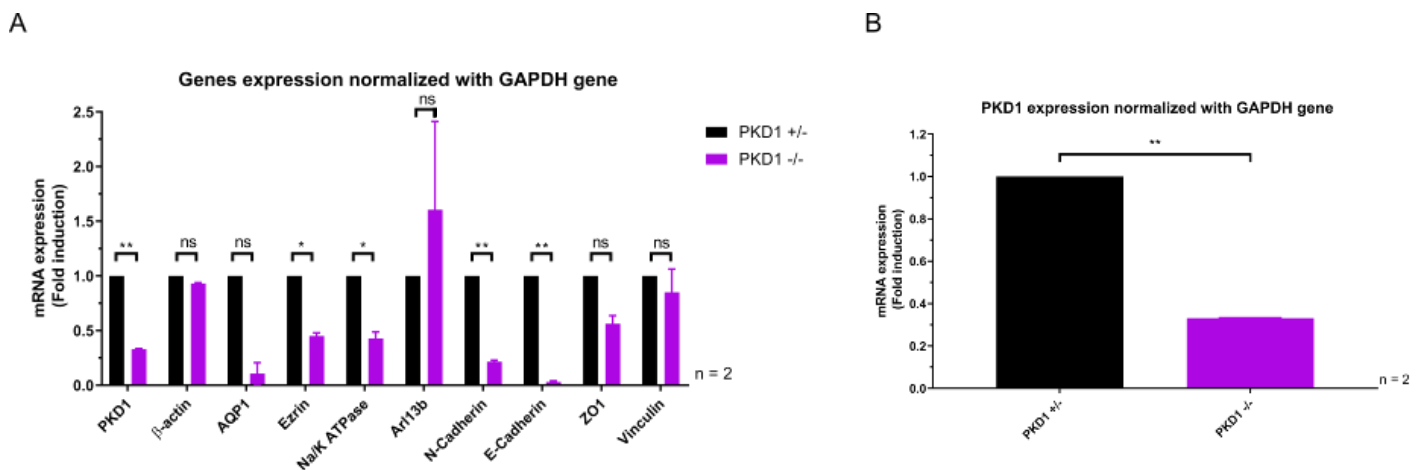 A
B
Genes expression normalized with GAPDH gene
mRNA expression
(Fold induction)
2.5
2.0
1.5
1.0
0.5
0.0
** ns ns * * ns ** ** ns ns
PKD1
β-actin
AQP1
Ezrin
Na/K ATPase
Arl13b
N-Cadherin
E-Cadherin
ZO1
Vinculin
PKD1 +/-
PKD1 -/-
n = 2
PKD1 expression normalized with GAPDH gene
mRNA expression
(Fold induction)
1.2
1.0
0.8
0.6
0.4
0.2
0.0
**
PKD1 +/-
PKD1 -/-
n = 2